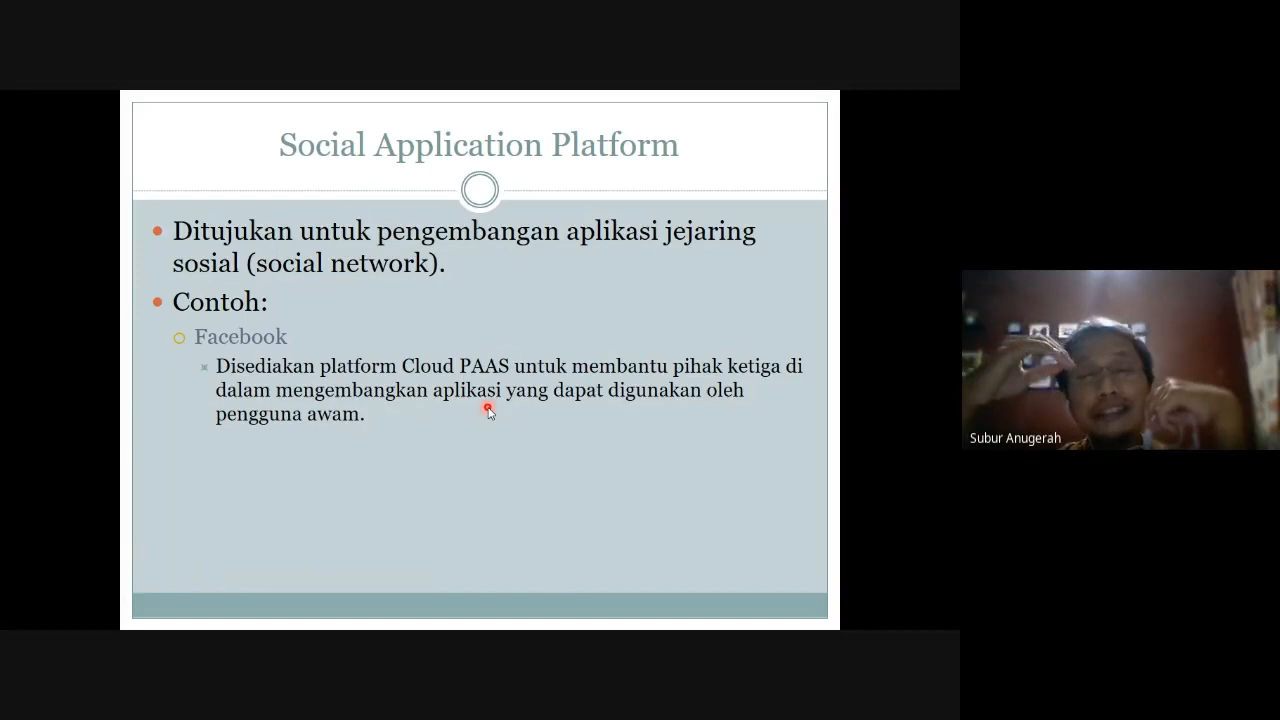 Social Application Platform
Ditujukan untuk pengembangan aplikasi jejaring
sosial (social network).
Contoh:
Facebook
Disediakan platform Cloud PAAS untuk membantu pihak ketiga di
dalam mengembangkan aplikasi yang dapat digunakan oleh
pengguna awam.
Subur Anugerah